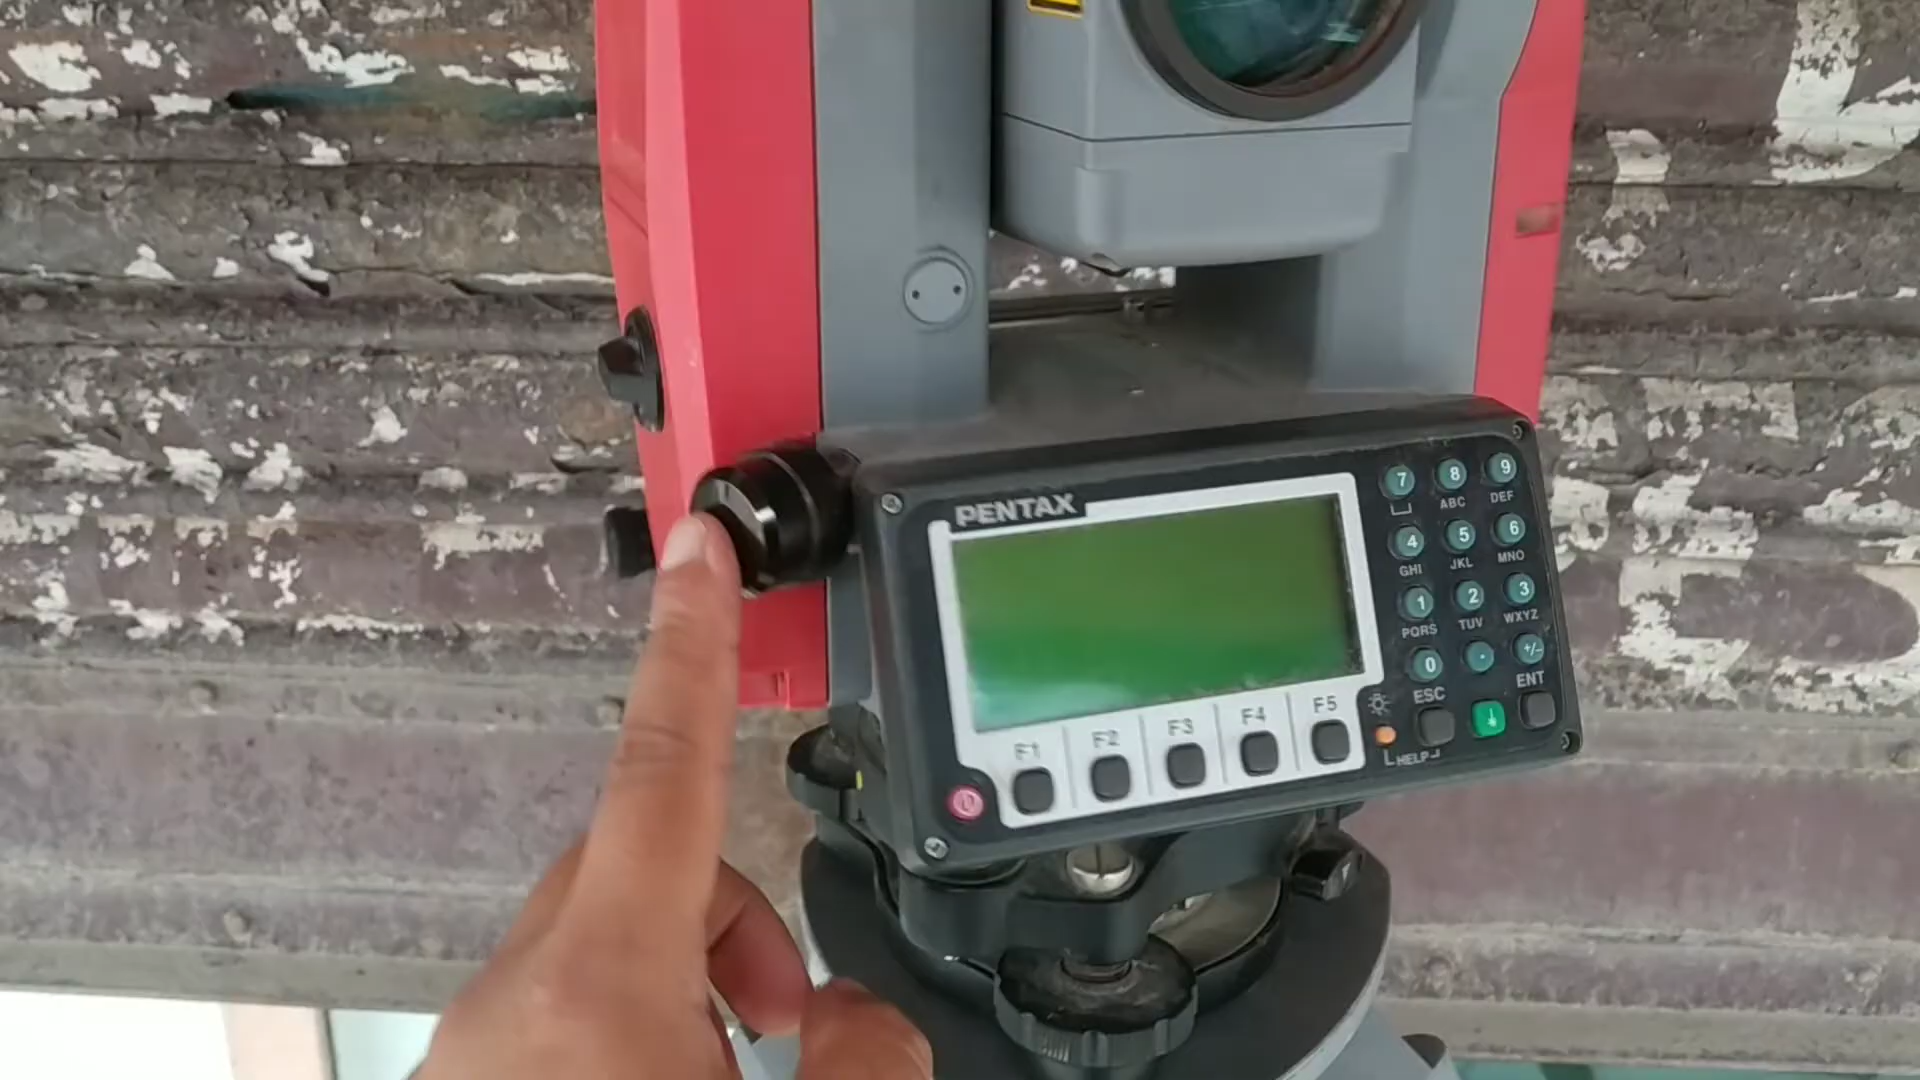 PENTAX
7 8 9
ABC DEF
4 5 6
GHI JKL MNO
1 2 3
PQRS TUV WXYZ
0 . +/-
ESC ENT
HELP
F1 F2 F3 F4 F5